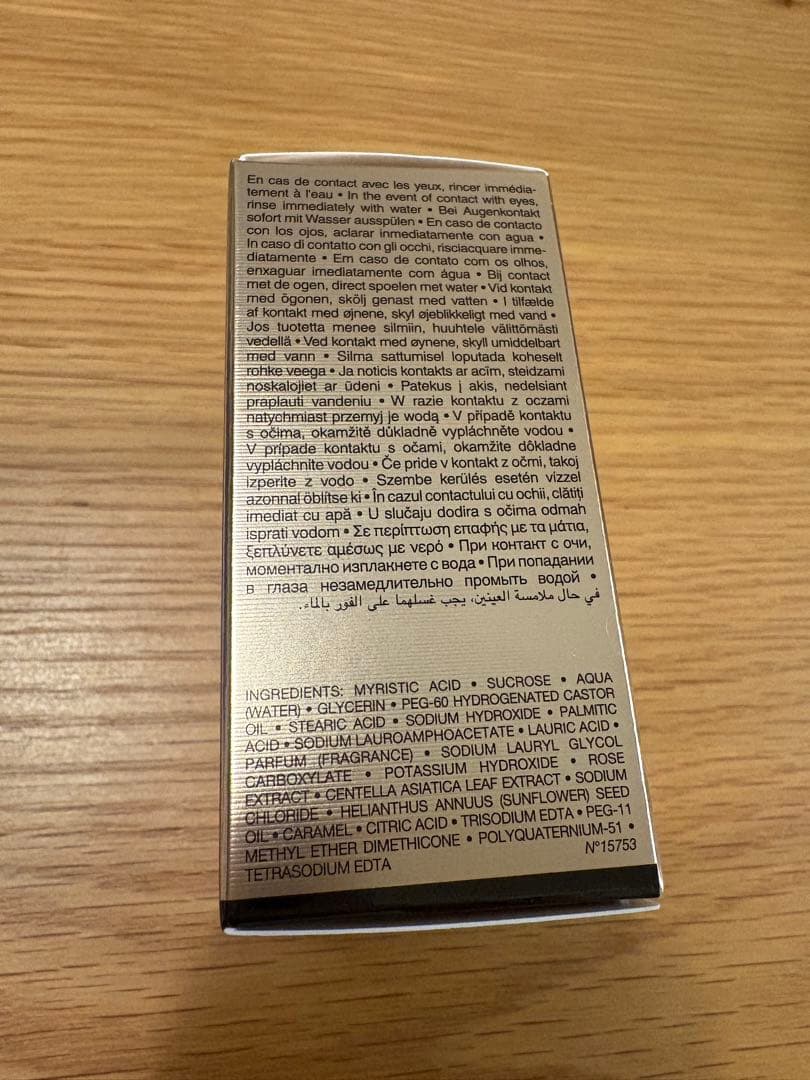 En cas de contact avec les yeux, rincer immédia-
tement à l'eau • In the event of contact with eyes,
rinse immediately with water • Bei Augenkontakt
sofort mit Wasser ausspülen • En caso de contacto
con los ojos, aclarar inmediatamente con agua •
In caso di contatto con gli occhi, risciacquare imme-
diatamente • Em caso de contato com os olhos,
enxaguar imediatamente com água • Bij contact
met de ogen, direct spoelen met water • Vid kontakt
med ögonen, skölj genast med vatten • I tilfælde
af kontakt med øjnene, skyl øjeblikkeligt med vand •
Jos tuotetta menee silmiin, huuhtele välittömästi
vedellä • Ved kontakt med øynene, skyll umiddelbart
med vann • Silma sattumisel loputada koheselt
rohke veega • Ja noticis kontakts ar acīm, steidzami
noskalojiet ar ūdeni • Patekus į akis, nedelsiant
praplauti vandeniu • W razie kontaktu z oczami
natychmiast przemyj je wodą • V případě kontaktu
s očima, okamžitě důkladně vypláchněte vodou •
V prípade kontaktu s očami, okamžite dôkladne
vypláchnite vodou • Če pride v kontakt z očmi, takoj
izperite z vodo • Szembe kerülés esetén vízzel
azonnal öblítse ki • În cazul contactului cu ochii, clătiți
imediat cu apă • U slučaju dodira s očima odmah
isprati vodom • Σε περίπτωση επαφής με τα μάτια,
ξεπλύνετε αμέσως με νερό • При контакт с очи,
моментално изплакнете с вода • При попадании
в глаза незамедлительно промыть водой •
في حال ملامسة العينين، يجب غسلهما على الفور بالماء.
INGREDIENTS: MYRISTIC ACID • SUCROSE • AQUA
(WATER) • GLYCERIN • PEG-60 HYDROGENATED CASTOR
OIL • STEARIC ACID • SODIUM HYDROXIDE • PALMITIC
ACID • SODIUM LAUROAMPHOACETATE • LAURIC ACID •
PARFUM (FRAGRANCE) • SODIUM LAURYL GLYCOL
CARBOXYLATE • POTASSIUM HYDROXIDE • ROSE
EXTRACT • CENTELLA ASIATICA LEAF EXTRACT • SODIUM
CHLORIDE • HELIANTHUS ANNUUS (SUNFLOWER) SEED
OIL • CARAMEL • CITRIC ACID • TRISODIUM EDTA • PEG-11
METHYL ETHER DIMETHICONE • POLYQUATERNIUM-51 •
TETRASODIUM EDTA N°15753